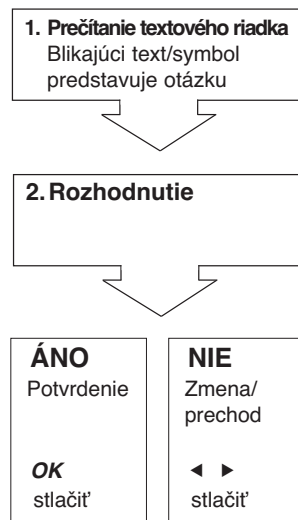 1. Prečítanie textového riadka
Blikajúci text/symbol
predstavuje otázku
2. Rozhodnutie
ÁNO
Potvrdenie
OK
stlačiť
NIE
Zmena/
prechod
◄ ►
stlačiť